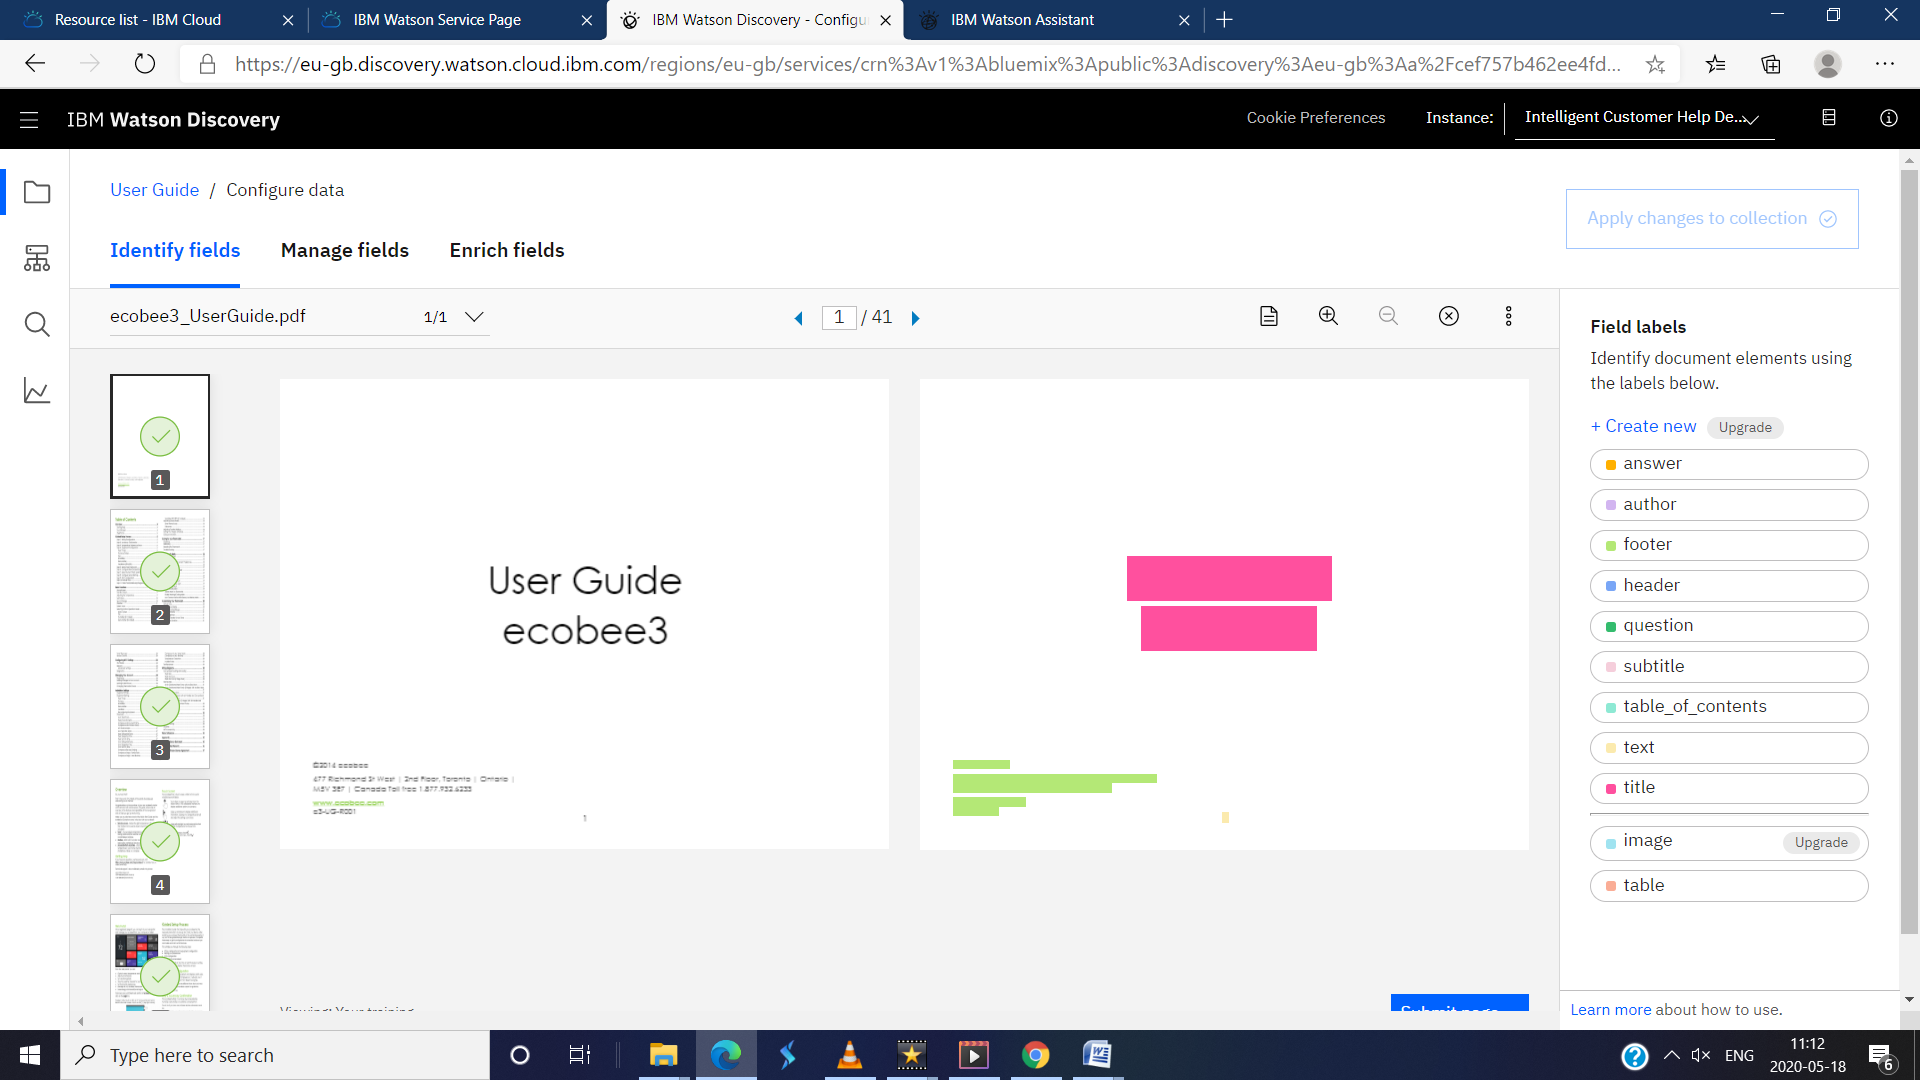 Resource list - IBM Cloud
IBM Watson Service Page
IBM Watson Discovery - Configu
IBM Watson Assistant
https://eu-gb.discovery.watson.cloud.ibm.com/regions/eu-gb/services/crn%3Av1%3Abluemix%3Apublic%3Adiscovery%3Aeu-gb%3Aa%2Fcef757b462ee4fd...
IBM Watson Discovery
Cookie Preferences
Instance:
Intelligent Customer Help De...
User Guide / Configure data
Apply changes to collection
Identify fields
Manage fields
Enrich fields
ecobee3_UserGuide.pdf
1/1
1 / 41
1
2
3
4
User Guide
ecobee3
©2014 ecobee
477 Richmond St West | 2nd Floor, Toronto | Ontario |
M5V 3E7 | Canada Toll free 1.877.932.6233
www.ecobee.com
e3-UG-R001
1
Viewing: Your training
Submit page
Field labels
Identify document elements using
the labels below.
+ Create new
Upgrade
answer
author
footer
header
question
subtitle
table_of_contents
text
title
image
Upgrade
table
Learn more about how to use.
Type here to search
ENG
11:12
2020-05-18
6